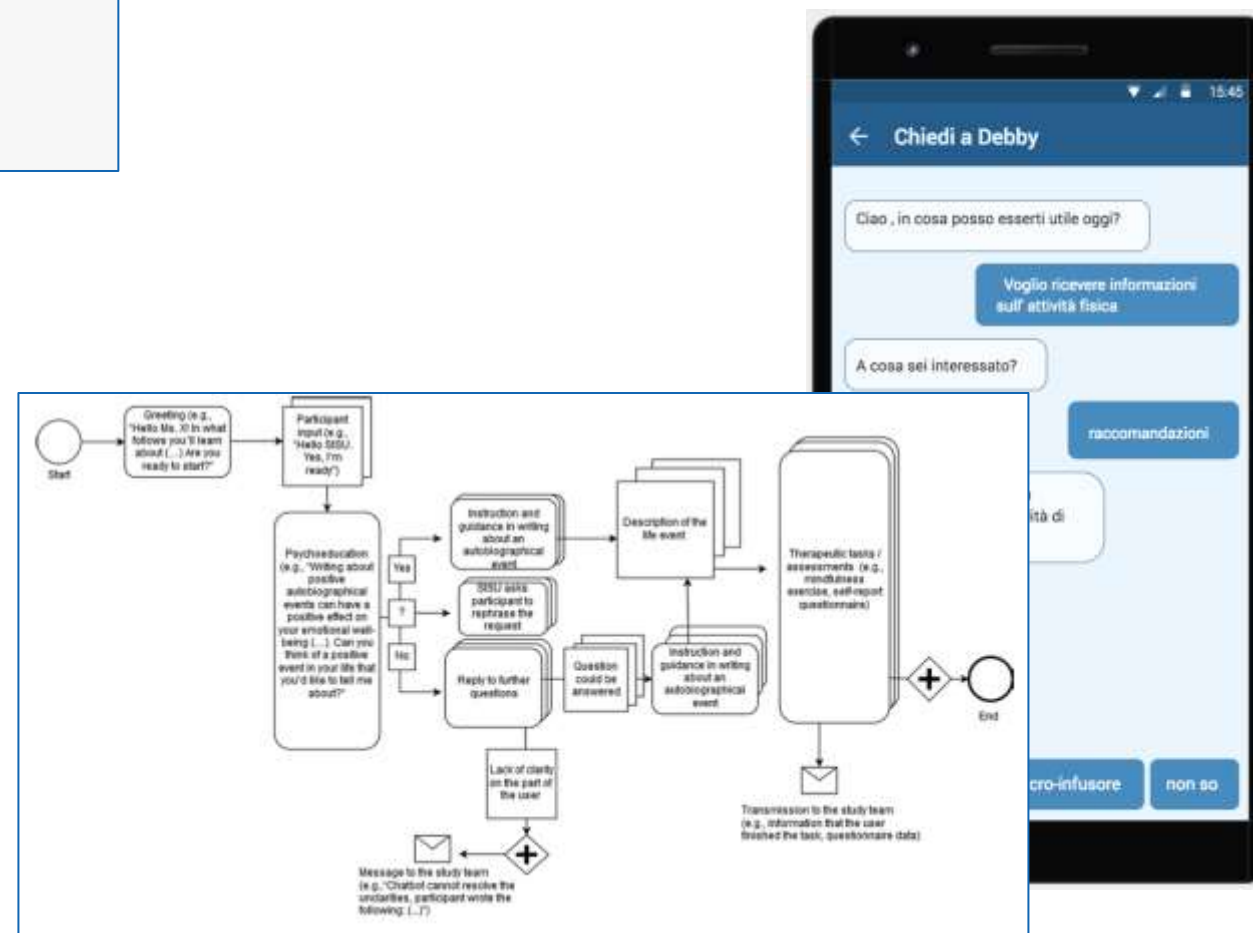 15:45
Chiedi a Debby
Ciao , in cosa posso esserti utile oggi?
Voglio ricevere informazioni
sull' attività fisica
A cosa sei interessato?
raccomandazioni
ità di
cro-infusore
non so
Start
Greeting (e.g.,
"Hello Ms. X! In what
follows you'll learn
about (...) Are you
ready to start?"
Participant
input (e.g.,
"Hello SISU.
Yes, I'm
ready")
Psychoeducation
(e.g., "Writing about
positive
autobiographical
events can have a
positive effect on
your emotional well-
being (...). Can you
think of a positive
event in your life that
you'd like to tell me
about?"
Yes
?
No
Instruction and
guidance in writing
about an
autobiographical
event
SISU asks
participant to
rephrase the
request
Reply to further
questions
Question
could be
answered
Instruction and
guidance in writing
about an
autobiographical
event
Description of the
life event
Therapeutic tasks /
assessments (e.g.,
mindfulness
exercise, self-report
questionnaire)
End
Lack of clarity
on the part of
the user
Message to the study team
(e.g., "Chatbot cannot resolve the
unclarities, participant wrote the
following: (...)")
Transmission to the study team
(e.g., information that the user
finished the task, questionnaire data)